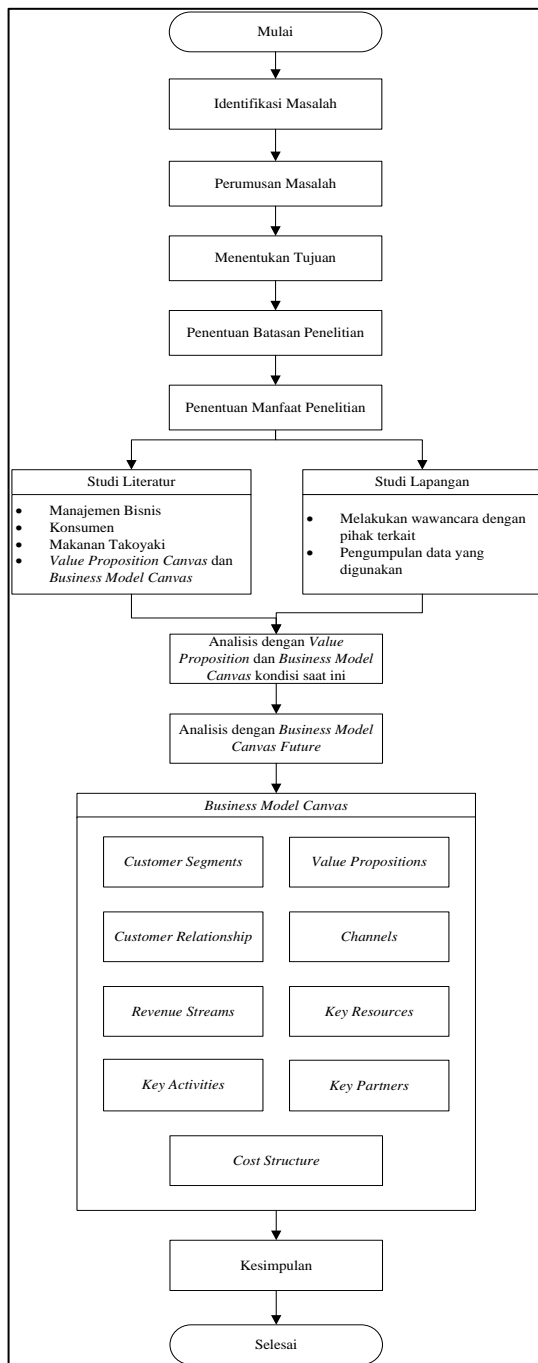 Mulai
Identifikasi Masalah
Perumusan Masalah
Menentukan Tujuan
Penentuan Batasan Penelitian
Penentuan Manfaat Penelitian
Studi Literatur
• Manajemen Bisnis
• Konsumen
• Makanan Takoyaki
• Value Proposition Canvas dan
Business Model Canvas
Studi Lapangan
• Melakukan wawancara dengan
pihak terkait
• Pengumpulan data yang
digunakan
Analisis dengan Value
Proposition dan Business Model
Canvas kondisi saat ini
Analisis dengan Business Model
Canvas Future
Business Model Canvas
Customer Segments
Value Propositions
Customer Relationship
Channels
Revenue Streams
Key Resources
Key Activities
Key Partners
Cost Structure
Kesimpulan
Selesai